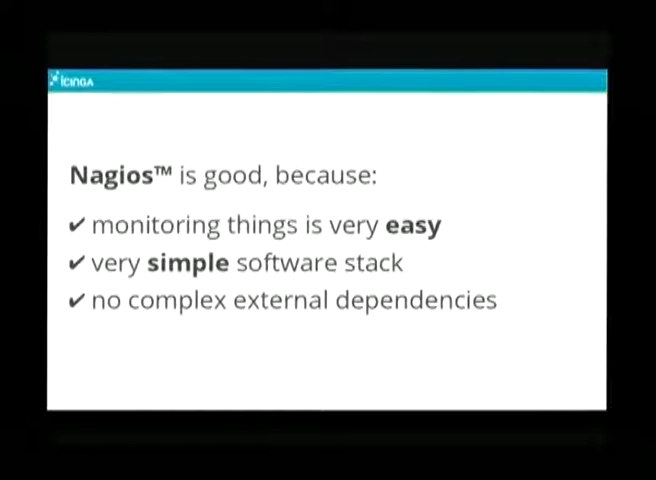 icinga
Nagios™ is good, because:
✔ monitoring things is very easy
✔ very simple software stack
✔ no complex external dependencies